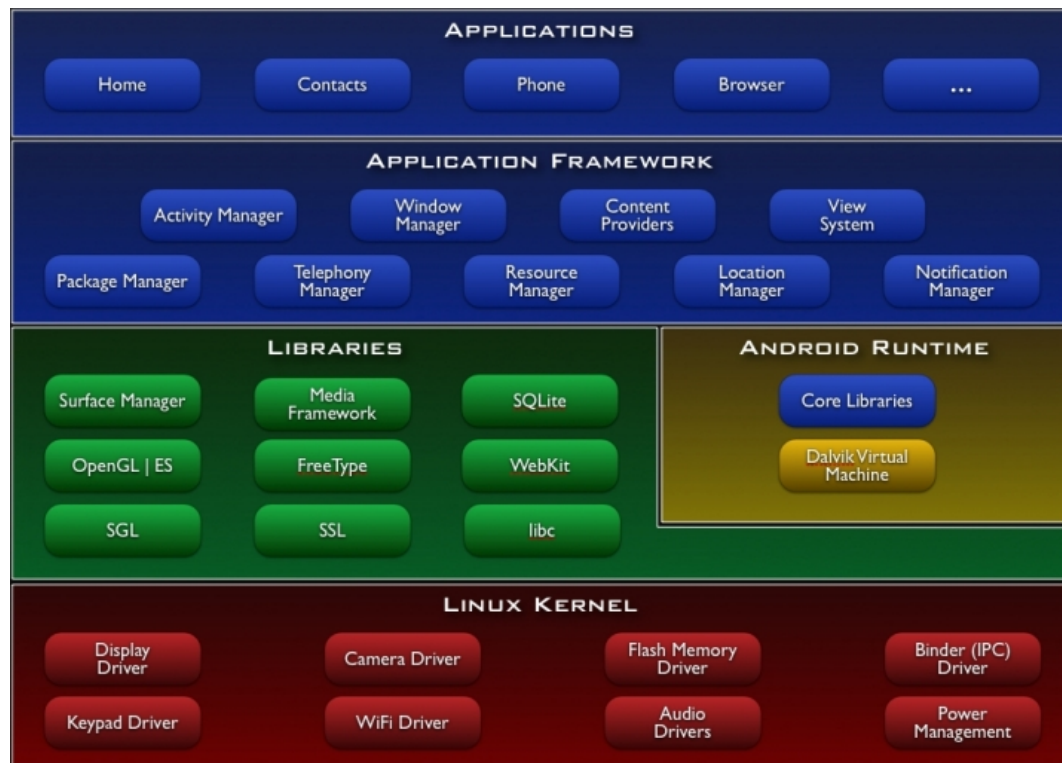 APPLICATIONS
Home
Contacts
Phone
Browser
...
APPLICATION FRAMEWORK
Activity Manager
Window
Manager
Content
Providers
View
System
Package Manager
Telephony
Manager
Resource
Manager
Location
Manager
Notification
Manager
LIBRARIES
Surface Manager
Media
Framework
SQLite
OpenGL | ES
FreeType
WebKit
SGL
SSL
libc
ANDROID RUNTIME
Core Libraries
Dalvik Virtual
Machine
LINUX KERNEL
Display
Driver
Camera Driver
Flash Memory
Driver
Binder (IPC)
Driver
Keypad Driver
WiFi Driver
Audio
Drivers
Power
Management